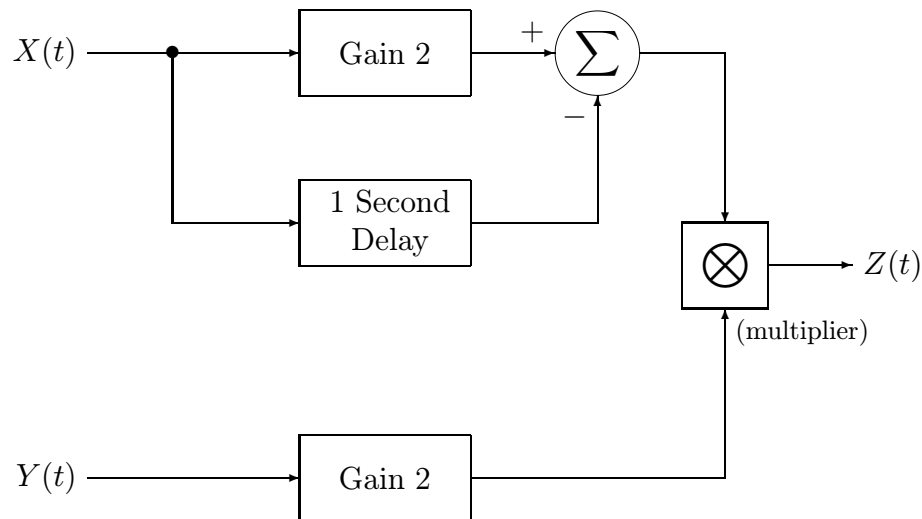 X(t)
Gain 2
+
∑
−
1 Second
Delay
⊗
Z(t)
(multiplier)
Y(t)
Gain 2